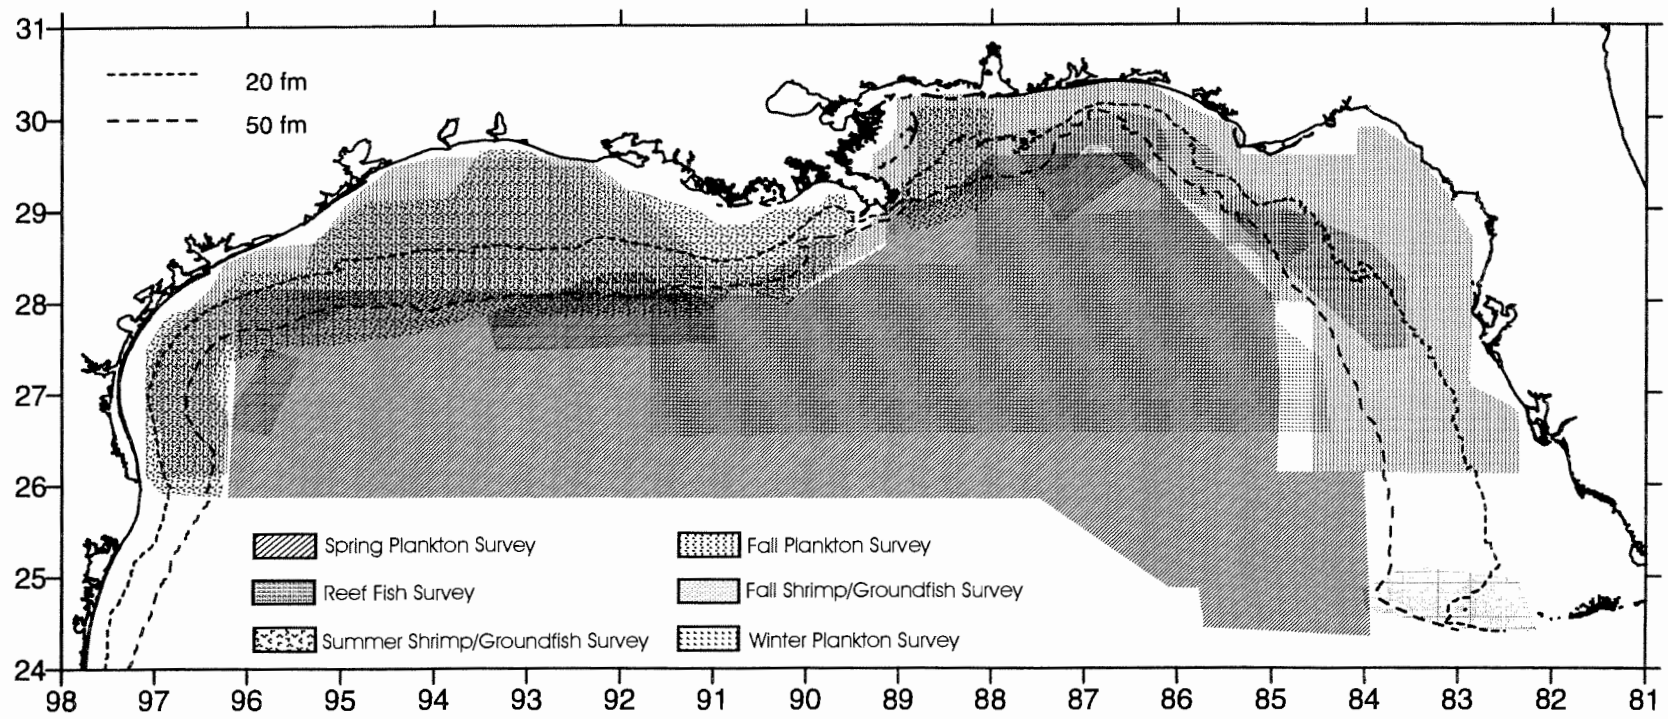 31
20 fm
50 fm
30
29
28
27
26
25
24
Spring Plankton Survey
Fall Plankton Survey
Reef Fish Survey
Fall Shrimp/Groundfish Survey
Summer Shrimp/Groundfish Survey
Winter Plankton Survey
98 97 96 95 94 93 92 91 90 89 88 87 86 85 84 83 82 81